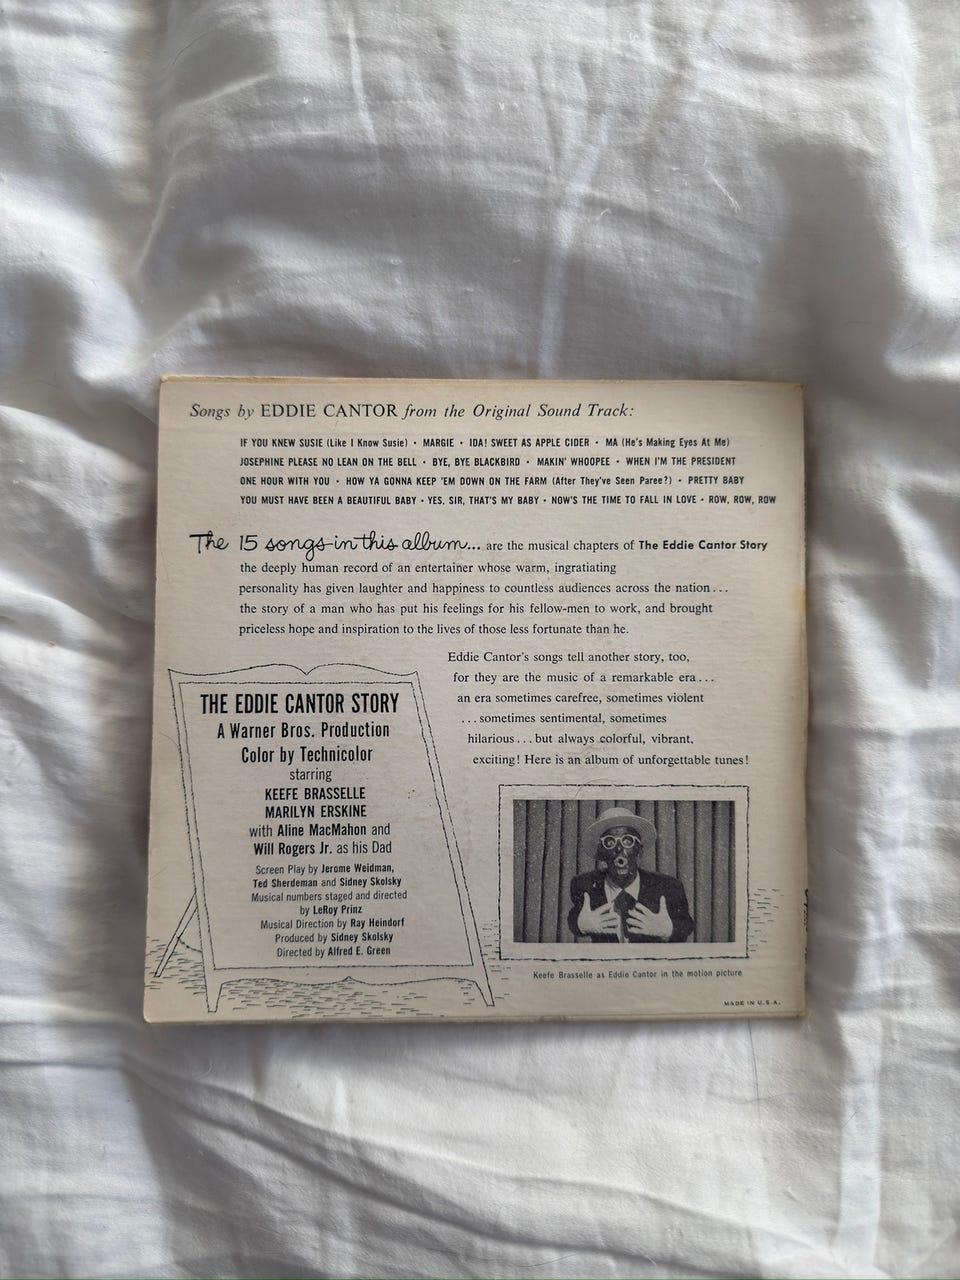 Songs by EDDIE CANTOR from the Original Sound Track:
IF YOU KNEW SUSIE (Like I Know Susie) • MARGIE • IDA! SWEET AS APPLE CIDER • MA (He's Making Eyes At Me)
JOSEPHINE PLEASE NO LEAN ON THE BELL • BYE, BYE BLACKBIRD • MAKIN' WHOOPEE • WHEN I'M THE PRESIDENT
ONE HOUR WITH YOU • HOW YA GONNA KEEP 'EM DOWN ON THE FARM (After They've Seen Paree?) • PRETTY BABY
YOU MUST HAVE BEEN A BEAUTIFUL BABY • YES, SIR, THAT'S MY BABY • NOW'S THE TIME TO FALL IN LOVE • ROW, ROW, ROW
The 15 songs in this album... are the musical chapters of The Eddie Cantor Story
the deeply human record of an entertainer whose warm, ingratiating
personality has given laughter and happiness to countless audiences across the nation...
the story of a man who has put his feelings for his fellow-men to work, and brought
priceless hope and inspiration to the lives of those less fortunate than he.
Eddie Cantor's songs tell another story, too,
for they are the music of a remarkable era...
an era sometimes carefree, sometimes violent
...sometimes sentimental, sometimes
hilarious...but always colorful, vibrant,
exciting! Here is an album of unforgettable tunes!
THE EDDIE CANTOR STORY
A Warner Bros. Production
Color by Technicolor
starring
KEEFE BRASSELLE
MARILYN ERSKINE
with Aline MacMahon and
Will Rogers Jr. as his Dad
Screen Play by Jerome Weidman,
Ted Sherdeman and Sidney Skolsky
Musical numbers staged and directed
by LeRoy Prinz
Musical Direction by Ray Heindorf
Produced by Sidney Skolsky
Directed by Alfred E. Green
Keefe Brasselle as Eddie Cantor in the motion picture
MADE IN U.S.A.